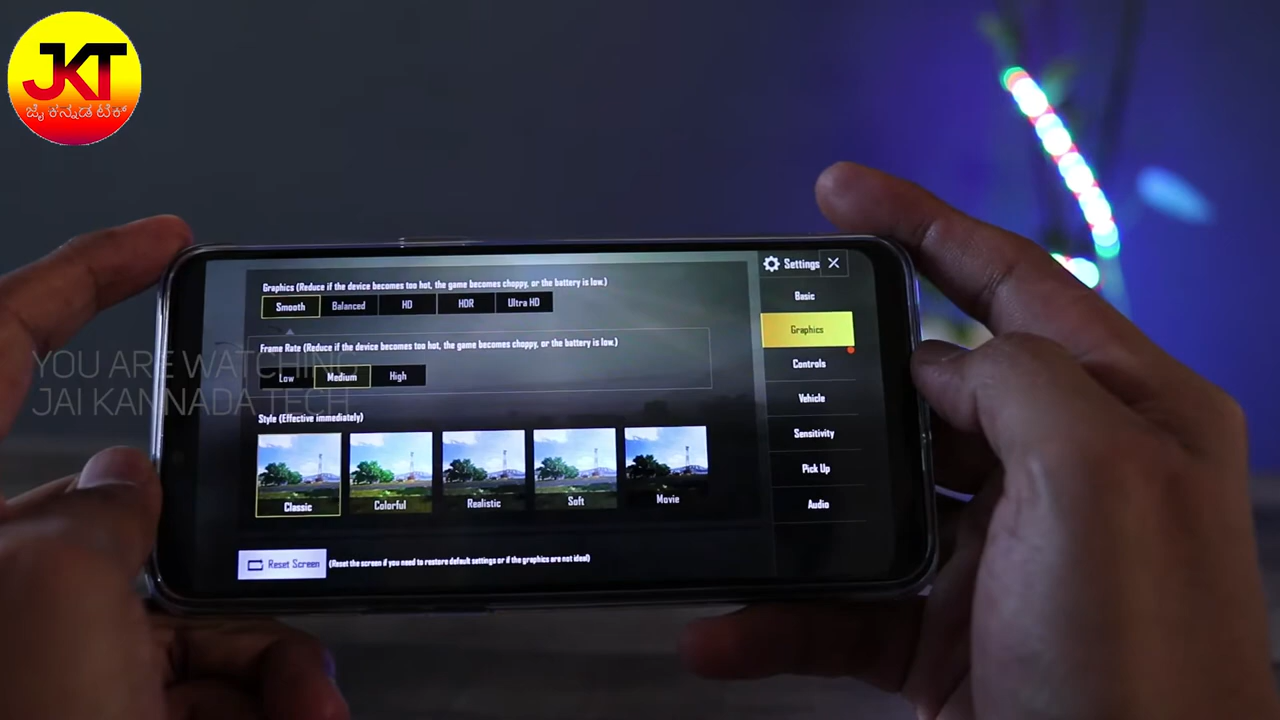 JKT
ಜೈ ಕನ್ನಡ ಟೆಕ್
Settings
Graphics (Reduce if the device becomes too hot, the game becomes choppy, or the battery is low.)
Smooth Balanced HD HDR Ultra HD
Frame Rate (Reduce if the device becomes too hot, the game becomes choppy, or the battery is low.)
Low Medium High
Style (Effective immediately)
Classic Colorful Realistic Soft Movie
Reset Screen (Reset the screen if you need to restore default settings or if the graphics are not ideal)
Basic
Graphics
Controls
Vehicle
Sensitivity
Pick Up
Audio
YOU ARE WATCHING
JAI KANNADA TECH